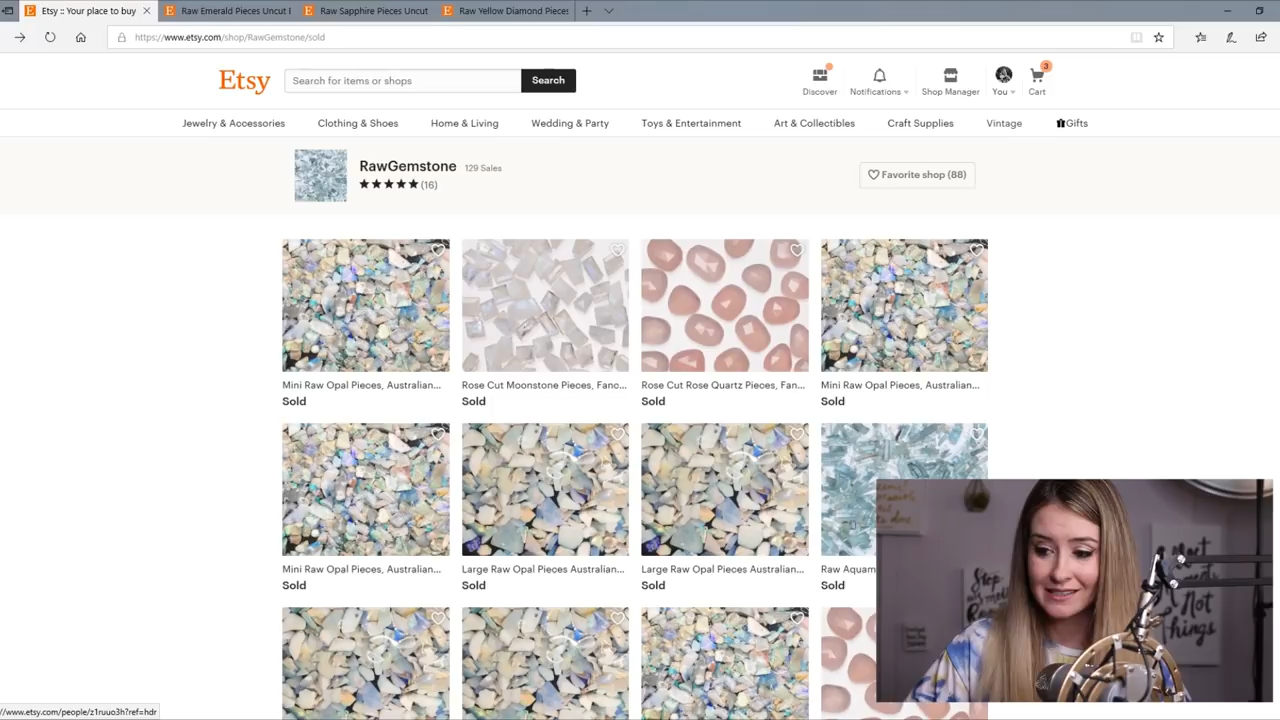 Etsy :: Your place to buy
Raw Emerald Pieces Uncut
Raw Sapphire Pieces Uncut
Raw Yellow Diamond Pieces
https://www.etsy.com/shop/RawGemstone/sold
Etsy
Search for items or shops
Search
3
Discover
Notifications
Shop Manager
You
Cart
Jewelry & Accessories
Clothing & Shoes
Home & Living
Wedding & Party
Toys & Entertainment
Art & Collectibles
Craft Supplies
Vintage
Gifts
RawGemstone 129 Sales
(16)
Favorite shop (88)
Mini Raw Opal Pieces, Australian...
Sold
Rose Cut Moonstone Pieces, Fanc...
Sold
Rose Cut Rose Quartz Pieces, Fan...
Sold
Mini Raw Opal Pieces, Australian...
Sold
Mini Raw Opal Pieces, Australian...
Sold
Large Raw Opal Pieces Australian...
Sold
Large Raw Opal Pieces Australian...
Sold
Raw Aquam
Sold
//www.etsy.com/people/z1ruuo3h?ref=hdr